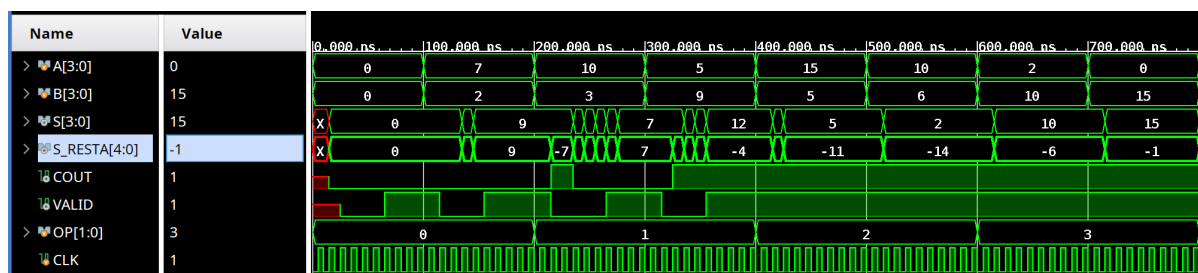 Name Value 0.000 ns 100.000 ns 200.000 ns 300.000 ns 400.000 ns 500.000 ns 600.000 ns 700.000 ns
A[3:0] 0 0 7 10 5 15 10 2 0
B[3:0] 15 0 2 3 9 5 6 10 15
S[3:0] 15 X 0 9 7 12 5 2 10 15
S_RESTA[4:0] -1 X 0 9 -7 7 -4 -11 -14 -6 -1
COUT 1
VALID 1
OP[1:0] 3 0 1 2 3
CLK 1